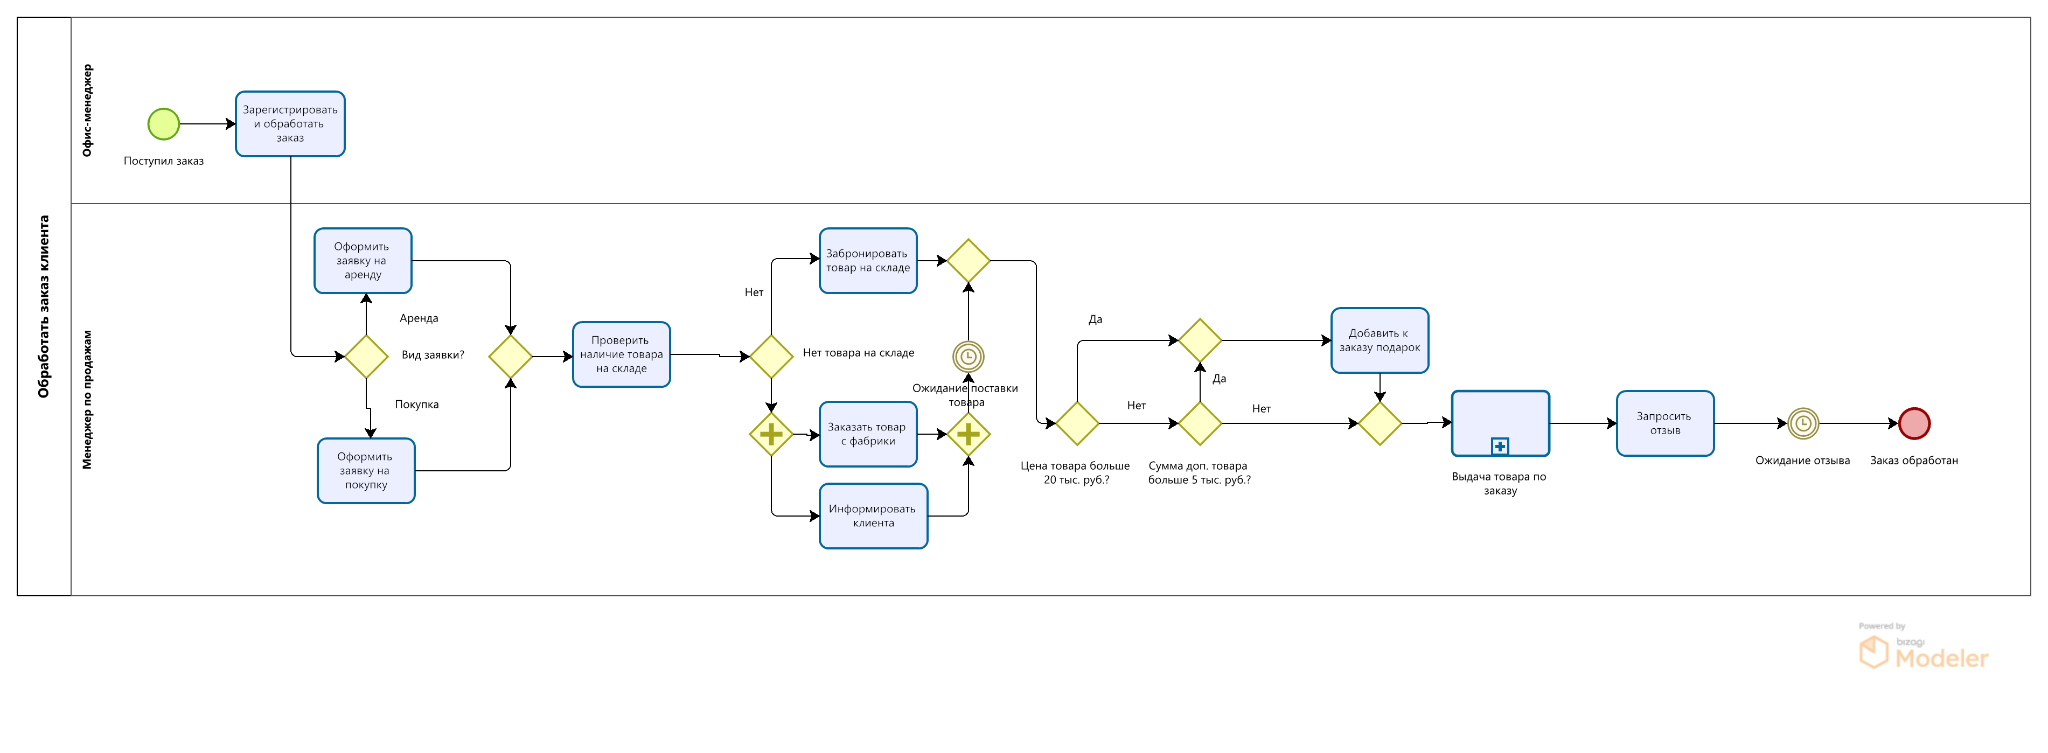 Обработать заказ клиента
Офис-менеджер
Поступил заказ
Зарегистрировать
и обработать
заказ
Менеджер по продажам
Оформить
заявку на
аренду
Аренда
Вид заявки?
Покупка
Оформить
заявку на
покупку
Проверить
наличие товара
на складе
Нет
Нет товара на складе
Забронировать
товар на складе
Ожидание поставки
товара
Заказать товар
с фабрики
Информировать
клиента
Да
Нет
Цена товара больше
20 тыс. руб.?
Да
Нет
Сумма доп. товара
больше 5 тыс. руб.?
Добавить к
заказу подарок
Выдача товара по
заказу
Запросить
отзыв
Ожидание отзыва
Заказ обработан
Powered by
bizagi
Modeler